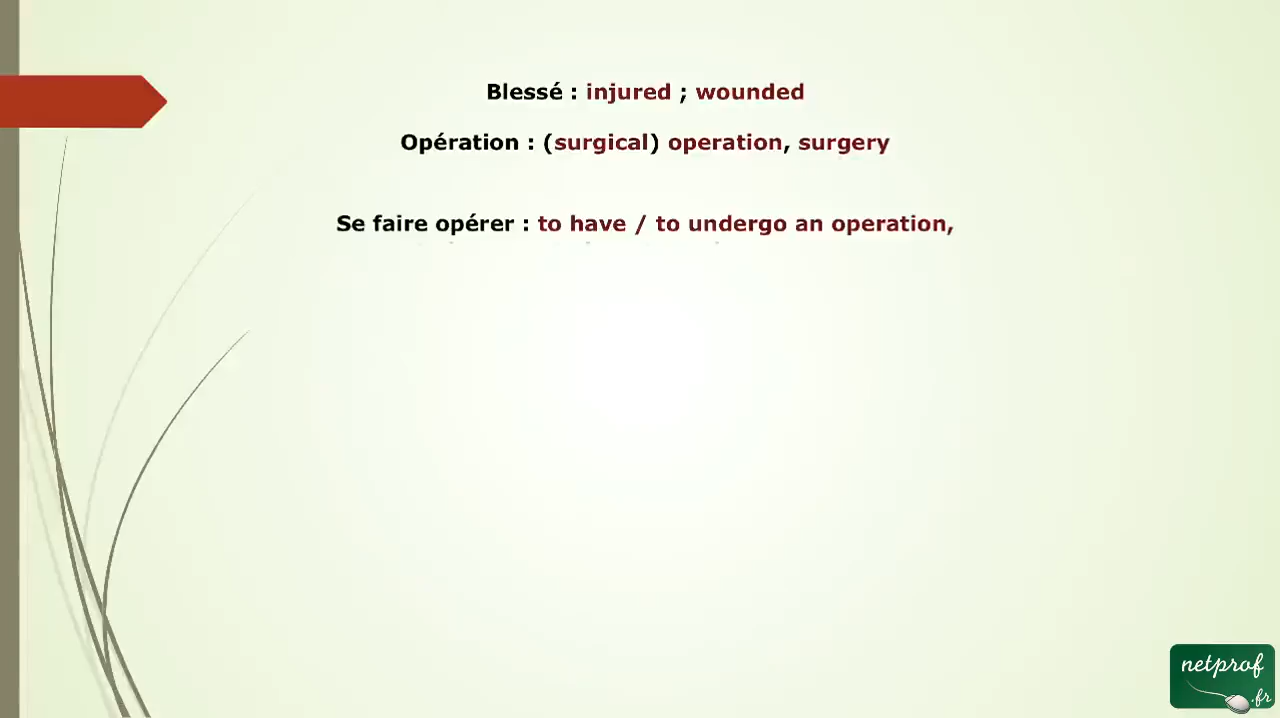 Blessé : injured ; wounded
Opération : (surgical) operation, surgery
Se faire opérer : to have / to undergo an operation,
netprof
.fr